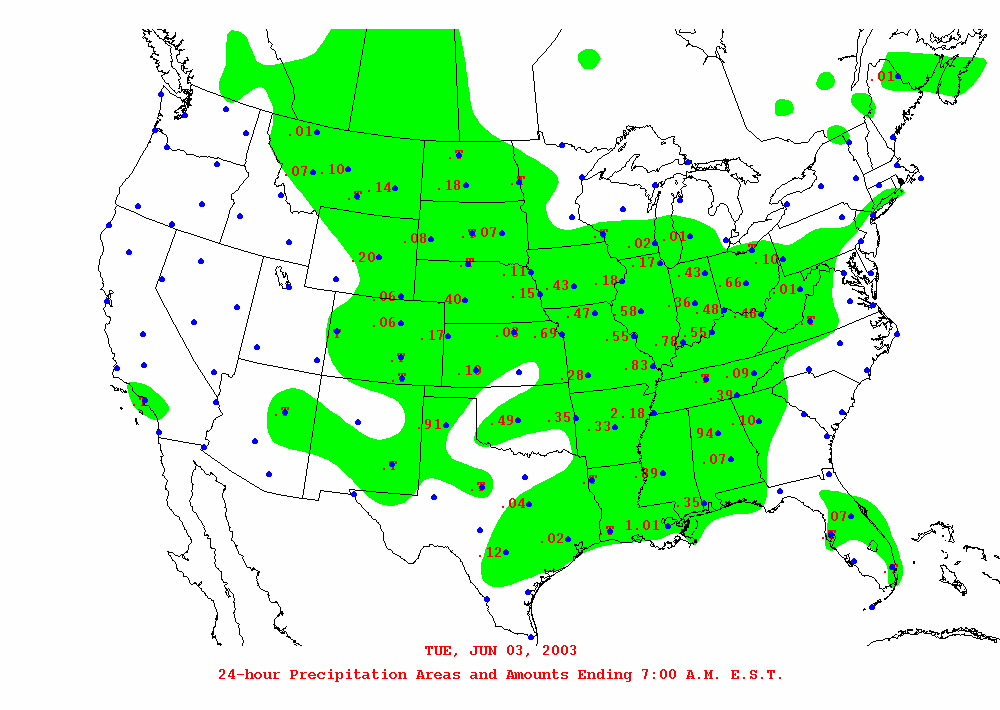 .01
.01
.T
.07 .10
.14 .18 .T
.08 .T .07 .T .02 .01
.20 .T .17 .T .10
.11 .43 .18 .43 .66 .01
.06 .40 .15 .36
.06 .47 .58 .48 .48 .T
.T .17 .03 .69 .55 .78 .55
.T .10 .83
.T .28 .T .09
.T .39
.T .91 .49 .35 .33 2.18 .94 .10
.T .07
.T .T .39
.04 .35 .07
.02 .T 1.01 .T
.12
.T
TUE, JUN 03, 2003
24-hour Precipitation Areas and Amounts Ending 7:00 A.M. E.S.T.